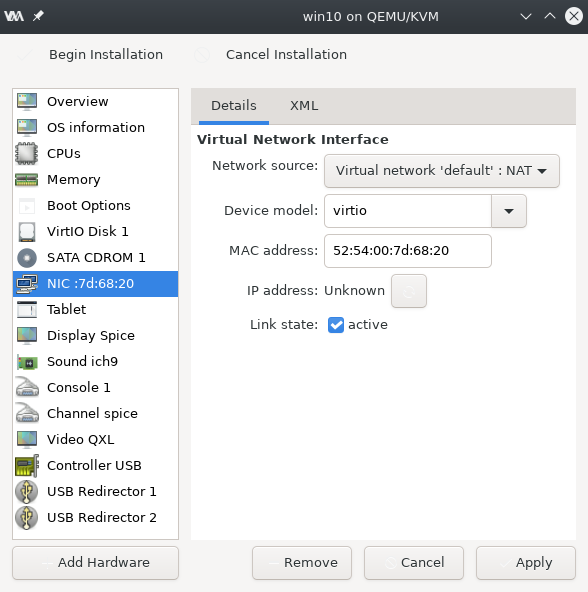 win10 on QEMU/KVM
Begin Installation
Cancel Installation
Overview
OS information
CPUs
Memory
Boot Options
VirtIO Disk 1
SATA CDROM 1
NIC :7d:68:20
Tablet
Display Spice
Sound ich9
Console 1
Channel spice
Video QXL
Controller USB
USB Redirector 1
USB Redirector 2
Add Hardware
Details
XML
Virtual Network Interface
Network source: Virtual network 'default' : NAT
Device model: virtio
MAC address: 52:54:00:7d:68:20
IP address: Unknown
Link state: active
Remove
Cancel
Apply